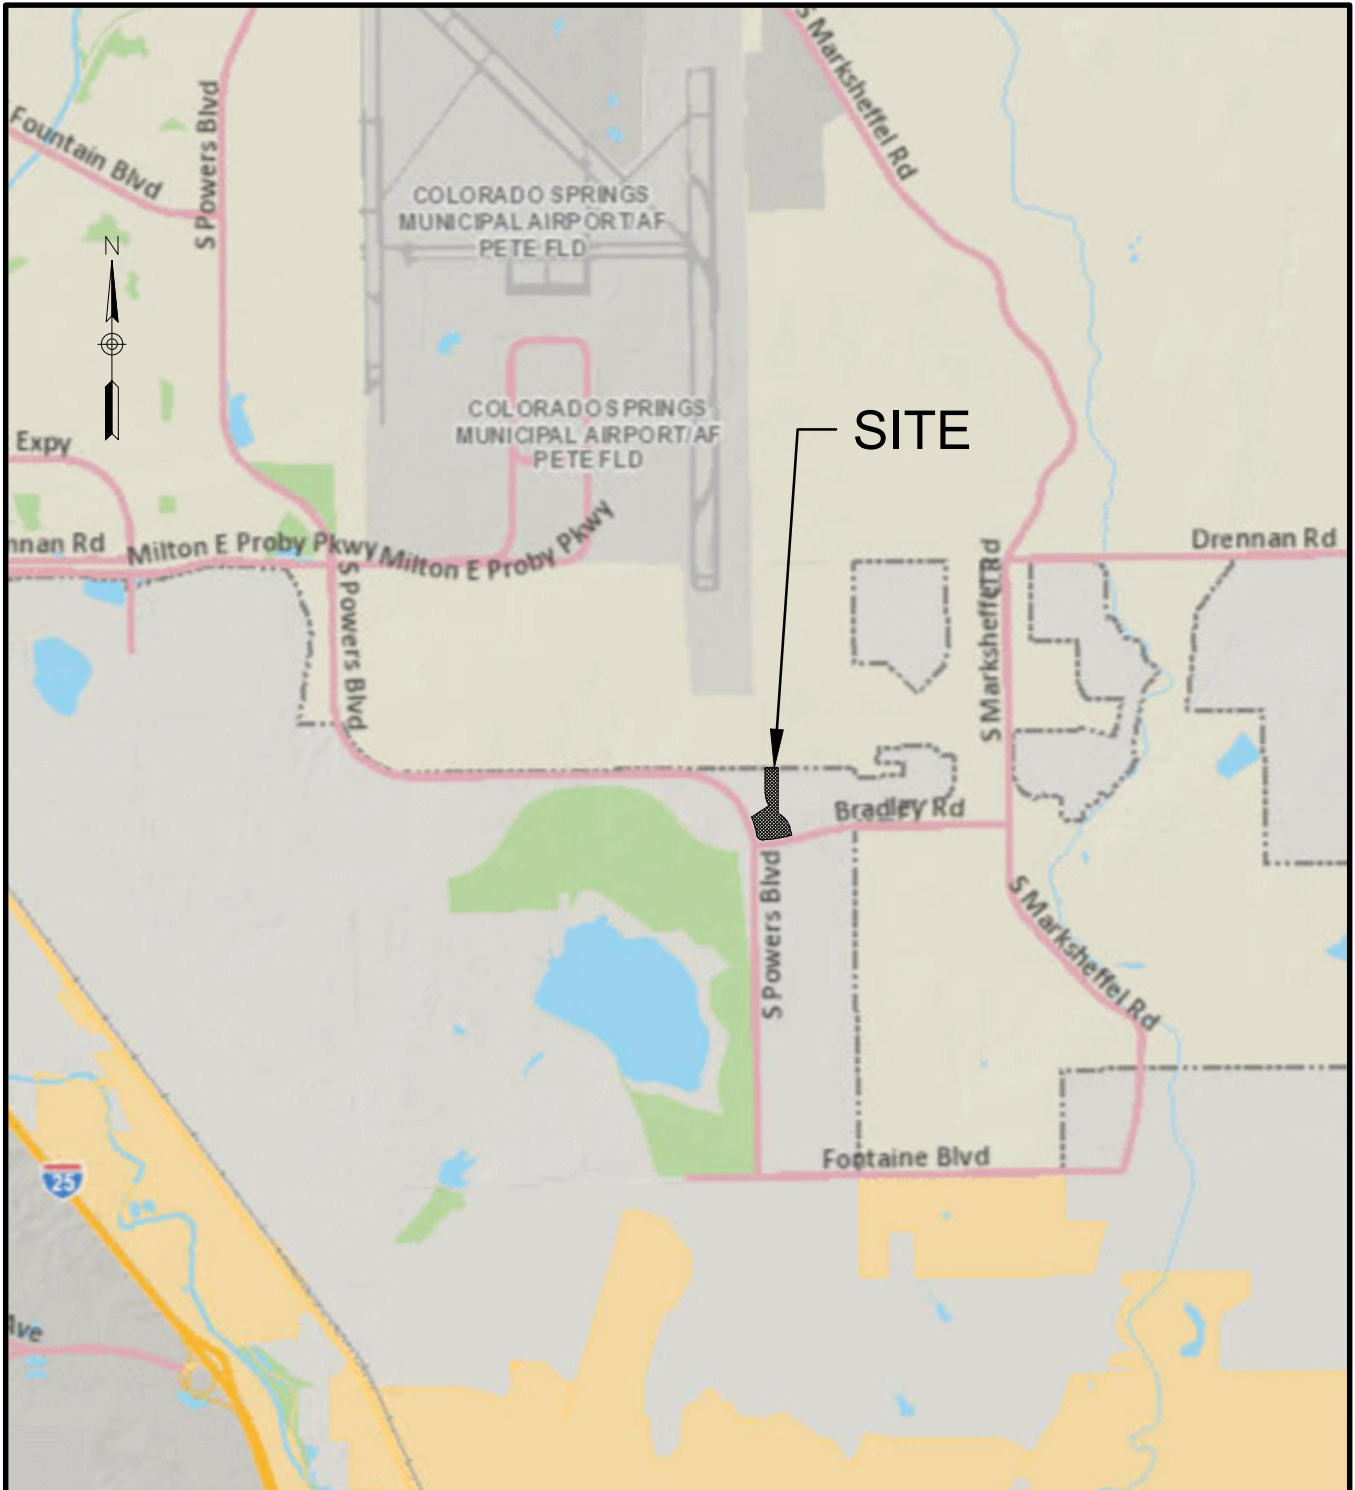 S Marksheffel Rd
S Powers Blvd
Fountain Blvd
COLORADO SPRINGS
MUNICIPAL AIRPORT/AF
PETE FLD
N
COLORADO SPRINGS
MUNICIPAL AIRPORT/AF
PETE FLD
SITE
Expy
nnan Rd
Milton E Proby Pkwy
Milton E Proby Pkwy
Drennan Rd
S Powers Blvd
S Marksheffel Rd
Bradley Rd
S Powers Blvd
S Marksheffel Rd
Fontaine Blvd
25
Ave